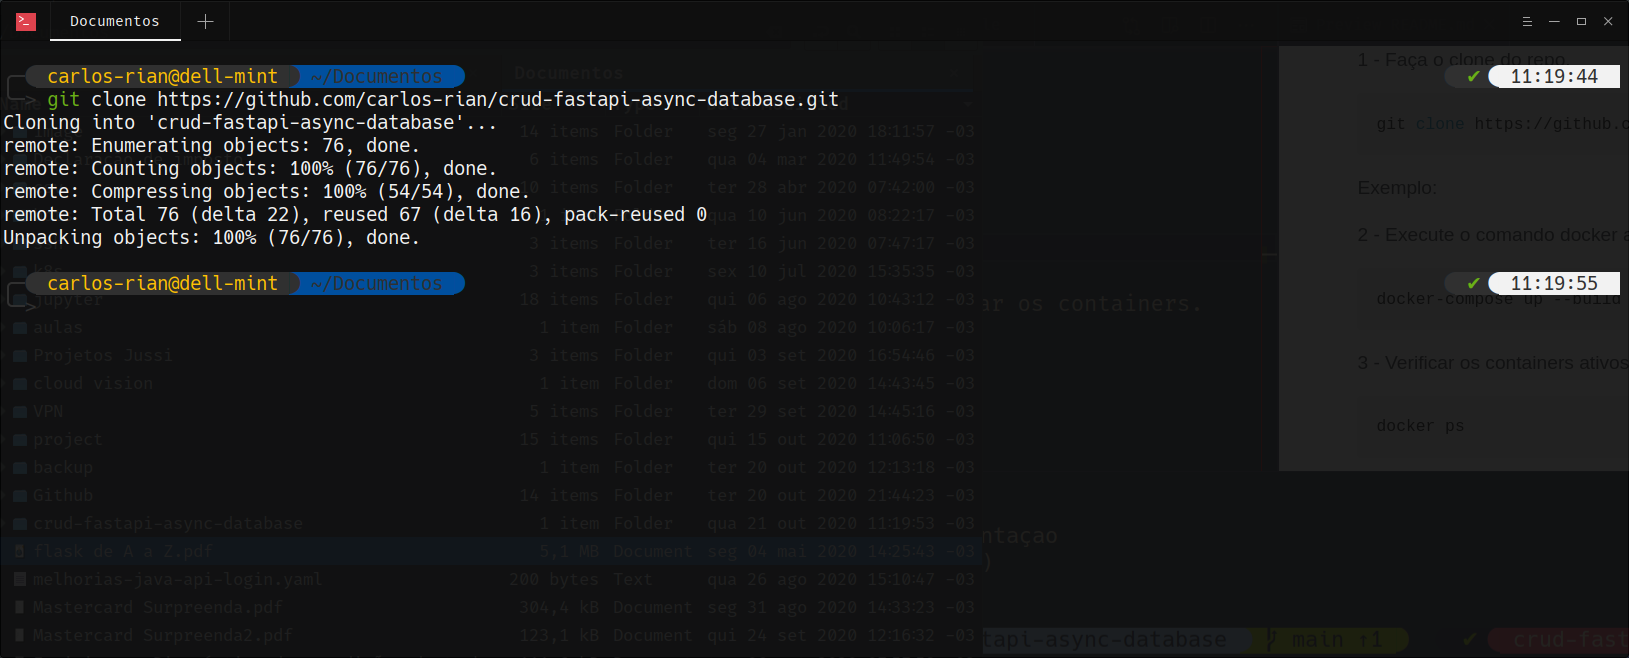 Documentos
carlos-rian@dell-mint ~/Documentos ✔ 11:19:44
git clone https://github.com/carlos-rian/crud-fastapi-async-database.git
Cloning into 'crud-fastapi-async-database'...
remote: Enumerating objects: 76, done.
remote: Counting objects: 100% (76/76), done.
remote: Compressing objects: 100% (54/54), done.
remote: Total 76 (delta 22), reused 67 (delta 16), pack-reused 0
Unpacking objects: 100% (76/76), done.
carlos-rian@dell-mint ~/Documentos ✔ 11:19:55
Documentos
14 items Folder seg 27 jan 2020 18:11:57 -03
6 items Folder qua 04 mar 2020 11:49:54 -03
10 items Folder ter 28 abr 2020 07:42:00 -03
qua 10 jun 2020 08:22:17 -03
3 items Folder ter 16 jun 2020 07:47:17 -03
k8s 3 items Folder sex 10 jul 2020 15:35:35 -03
jupyter 18 items Folder qui 06 ago 2020 10:43:12 -03
aulas 1 item Folder sáb 08 ago 2020 10:06:17 -03
Projetos Jussi 3 items Folder qui 03 set 2020 16:54:46 -03
cloud vision 1 item Folder dom 06 set 2020 14:43:45 -03
VPN 5 items Folder ter 29 set 2020 14:45:16 -03
project 15 items Folder qui 15 out 2020 11:06:50 -03
backup 1 item Folder ter 20 out 2020 12:13:18 -03
Github 14 items Folder ter 20 out 2020 21:44:23 -03
crud-fastapi-async-database 1 item Folder qua 21 out 2020 11:19:53 -03
flask de A a Z.pdf 5,1 MB Document seg 04 mai 2020 14:25:43 -03
melhorias-java-api-login.yaml 200 bytes Text qua 26 ago 2020 15:10:47 -03
Mastercard Surpreenda.pdf 304,4 kB Document seg 31 ago 2020 14:33:23 -03
Mastercard Surpreenda2.pdf 123,1 kB Document qui 24 set 2020 12:16:32 -03
ar os containers.
ntaçao
)
tapi-async-database main ↑1 ✔ crud-fast
1 - Faça o clone do repo
git clone https://github.c
Exemplo:
2 - Execute o comando docker a
docker-compose up --build
3 - Verificar os containers ativos
docker ps